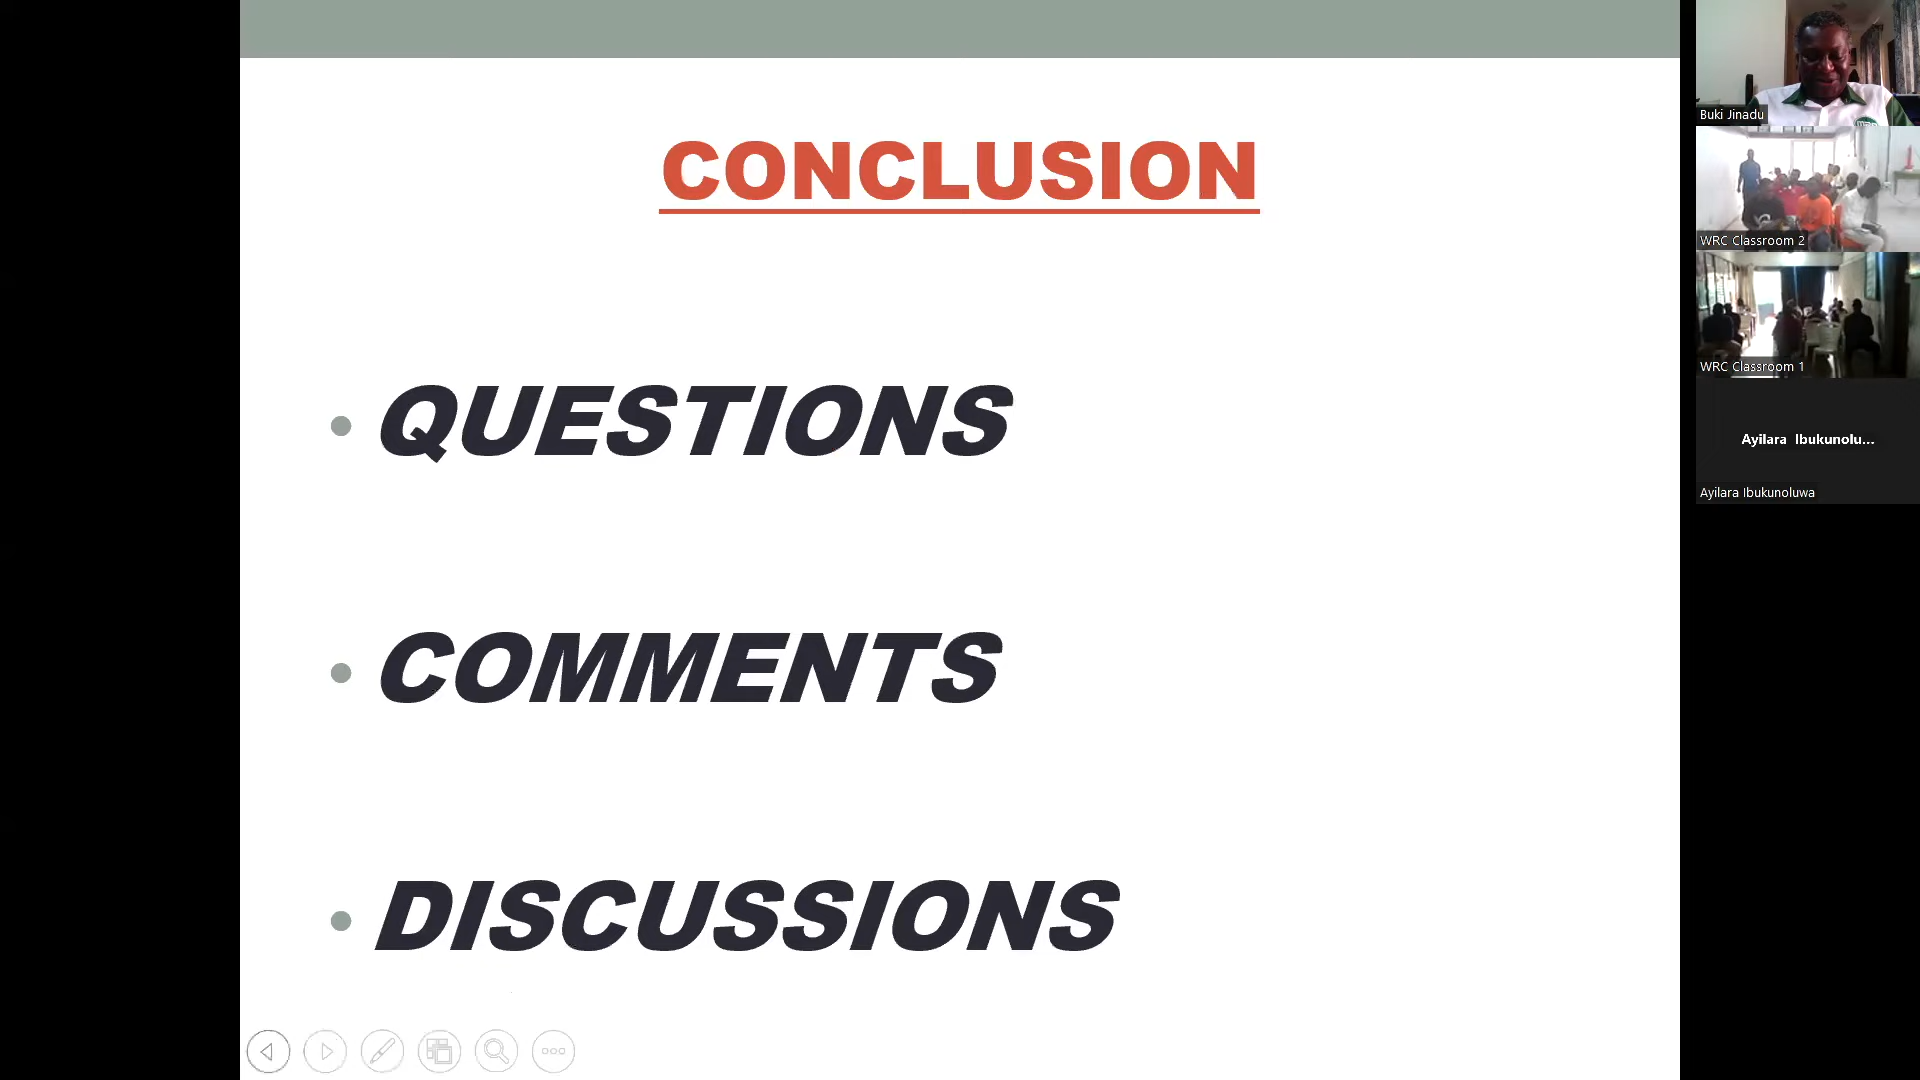 CONCLUSION
• QUESTIONS
• COMMENTS
• DISCUSSIONS
Buki Jinadu
WRC Classroom 2
WRC Classroom 1
Ayilara Ibukunolu...
Ayilara Ibukunoluwa